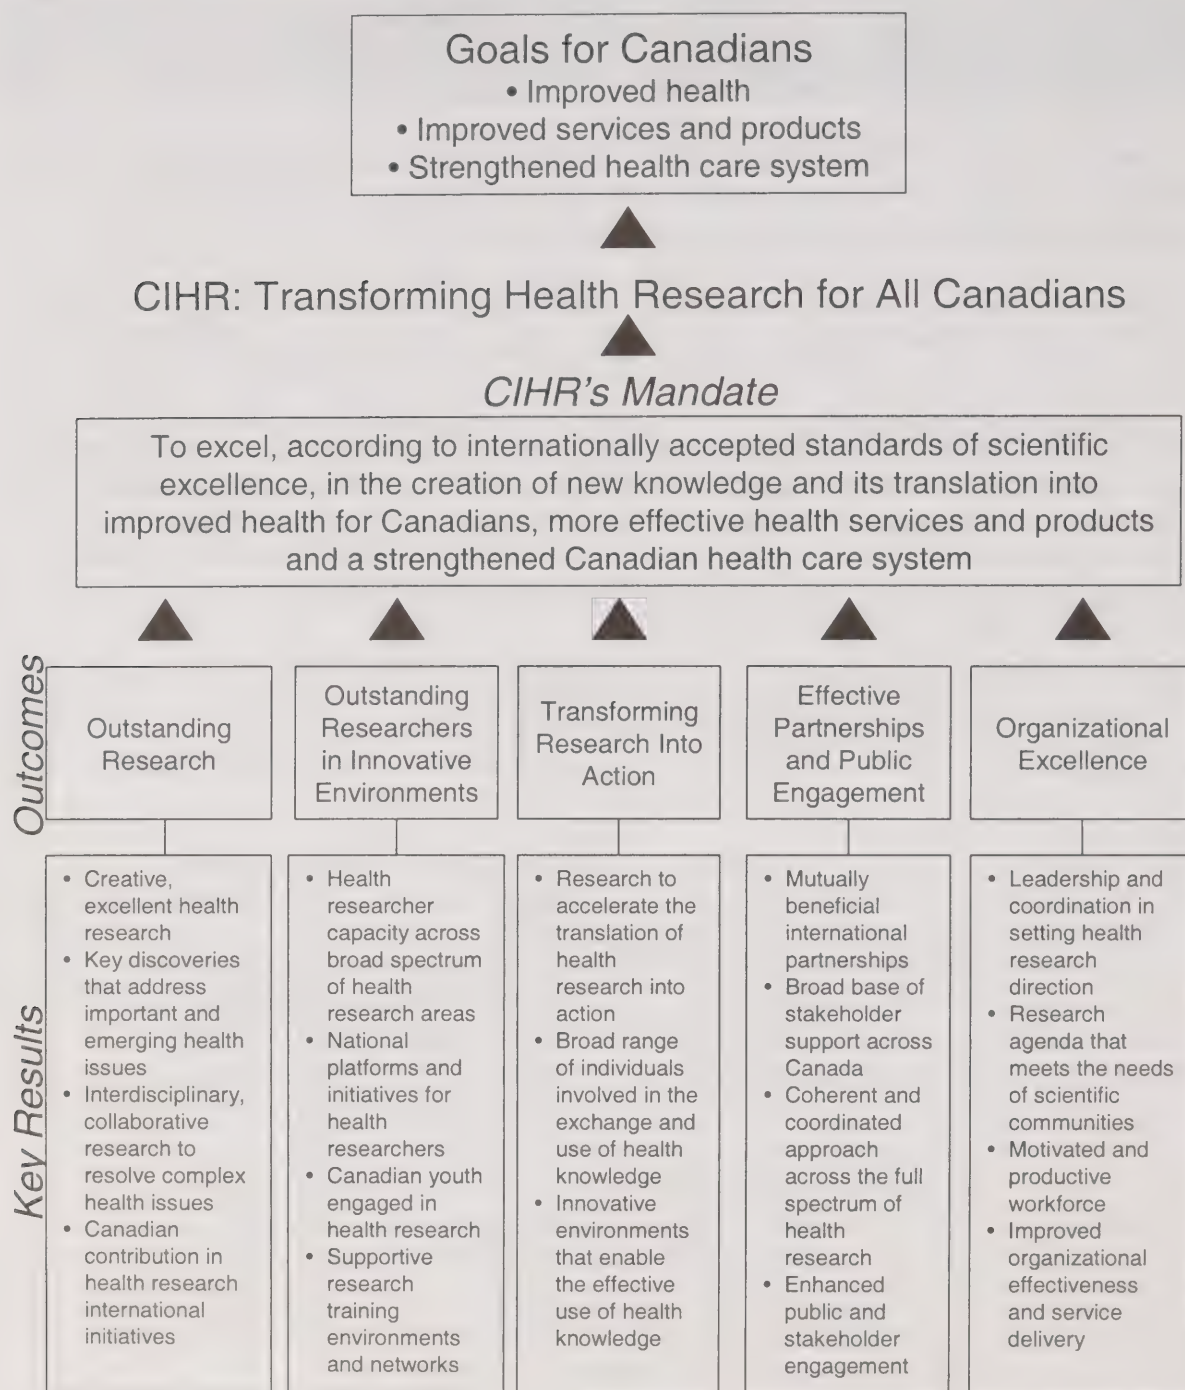 Goals for Canadians
• Improved health
• Improved services and products
• Strengthened health care system
CIHR: Transforming Health Research for All Canadians
CIHR's Mandate
To excel, according to internationally accepted standards of scientific
excellence, in the creation of new knowledge and its translation into
improved health for Canadians, more effective health services and products
and a strengthened Canadian health care system
Outcomes
Outstanding
Research
Outstanding
Researchers
in Innovative
Environments
Transforming
Research Into
Action
Effective
Partnerships
and Public
Engagement
Organizational
Excellence
Key Results
• Creative,
excellent health
research
• Key discoveries
that address
important and
emerging health
issues
• Interdisciplinary,
collaborative
research to
resolve complex
health issues
• Canadian
contribution in
health research
international
initiatives
• Health
researcher
capacity across
broad spectrum
of health
research areas
• National
platforms and
initiatives for
health
researchers
• Canadian youth
engaged in
health research
• Supportive
research
training
environments
and networks
• Research to
accelerate the
translation of
health
research into
action
• Broad range
of individuals
involved in the
exchange and
use of health
knowledge
• Innovative
environments
that enable
the effective
use of health
knowledge
• Mutually
beneficial
international
partnerships
• Broad base of
stakeholder
support across
Canada
• Coherent and
coordinated
approach
across the full
spectrum of
health
research
• Enhanced
public and
stakeholder
engagement
• Leadership and
coordination in
setting health
research
direction
• Research
agenda that
meets the needs
of scientific
communities
• Motivated and
productive
workforce
• Improved
organizational
effectiveness
and service
delivery